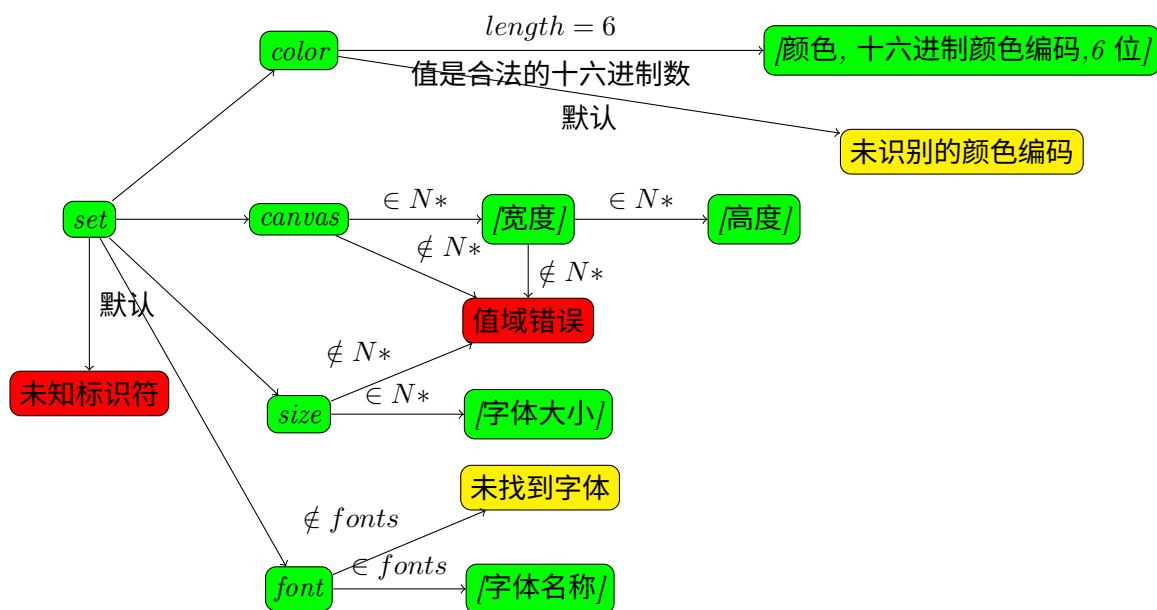 length = 6
color
[颜色, 十六进制颜色编码,6 位]
值是合法的十六进制数
默认
未识别的颜色编码
set
canvas
∈ N∗
[宽度]
∈ N∗
[高度]
∉ N∗
∉ N∗
默认
值域错误
∉ N∗
未知标识符
∈ N∗
size
[字体大小]
未找到字体
∉ fonts
∈ fonts
font
[字体名称]